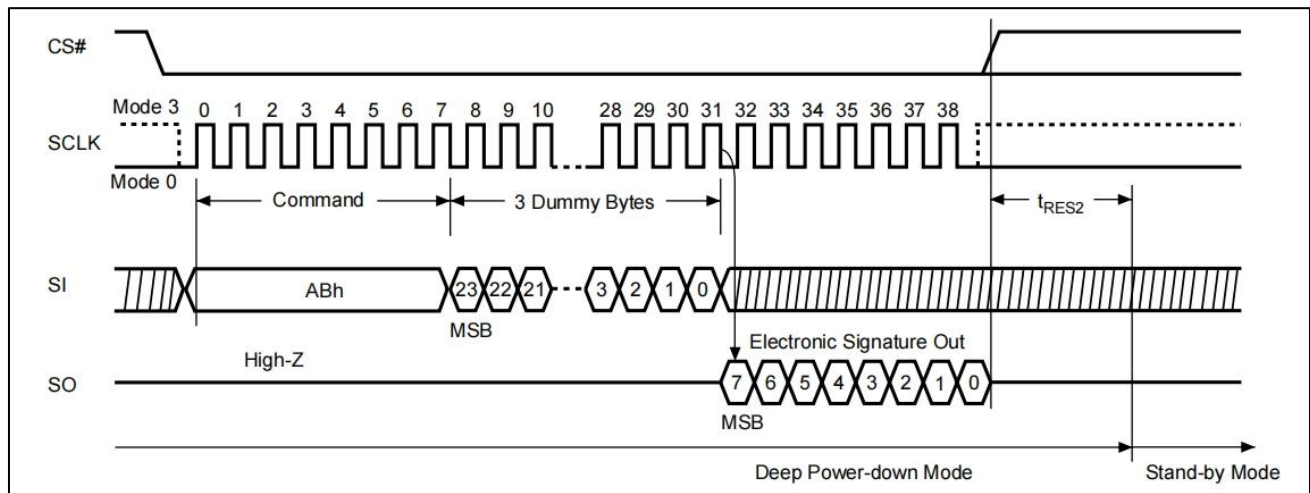 CS#
Mode 3 0 1 2 3 4 5 6 7 8 9 10 28 29 30 31 32 33 34 35 36 37 38
SCLK
Mode 0
Command 3 Dummy Bytes tRES2
SI ABh 23 22 21 3 2 1 0
MSB
High-Z Electronic Signature Out
SO 7 6 5 4 3 2 1 0
MSB
Deep Power-down Mode Stand-by Mode